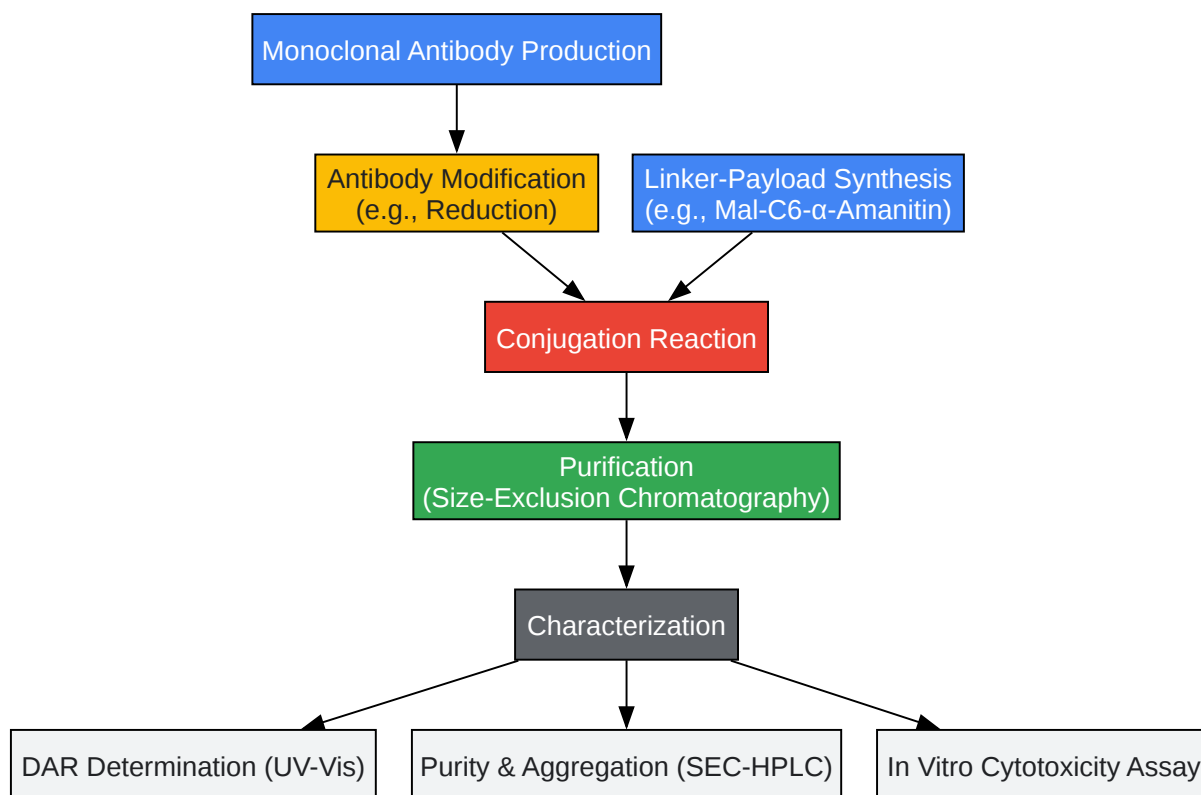 Monoclonal Antibody Production
Antibody Modification
(e.g., Reduction)
Linker-Payload Synthesis
(e.g., Mal-C6-α-Amanitin)
Conjugation Reaction
Purification
(Size-Exclusion Chromatography)
Characterization
DAR Determination (UV-Vis)
Purity & Aggregation (SEC-HPLC)
In Vitro Cytotoxicity Assay